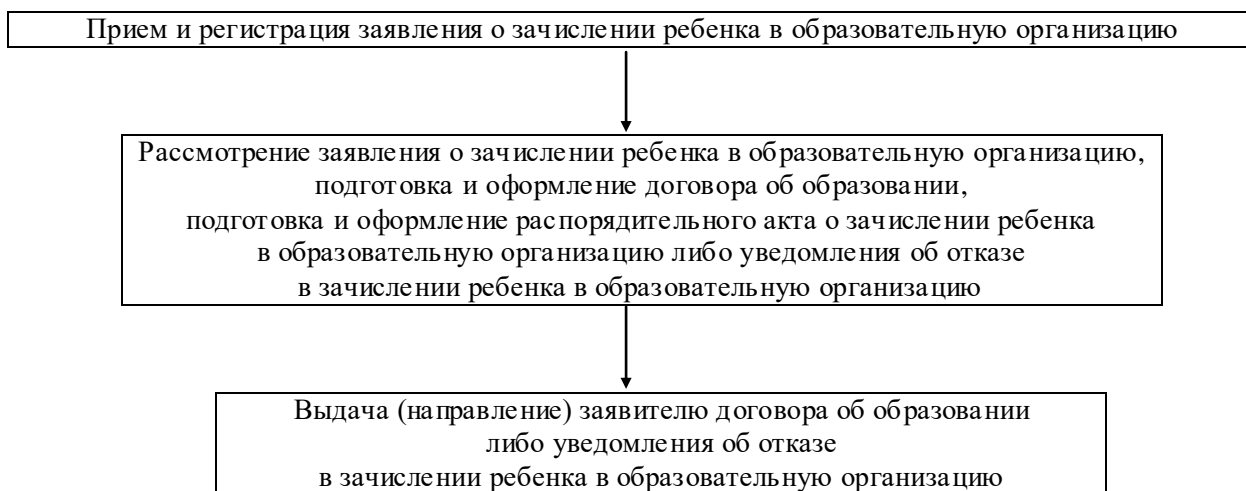 Прием и регистрация заявления о зачислении ребенка в образовательную организацию
Рассмотрение заявления о зачислении ребенка в образовательную организацию,
подготовка и оформление договора об образовании,
подготовка и оформление распорядительного акта о зачислении ребенка
в образовательную организацию либо уведомления об отказе
в зачислении ребенка в образовательную организацию
Выдача (направление) заявителю договора об образовании
либо уведомления об отказе
в зачислении ребенка в образовательную организацию